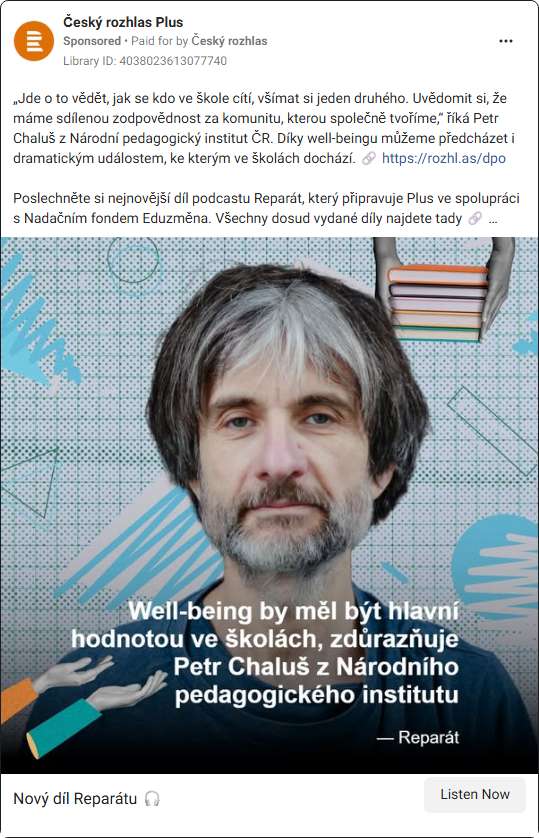 Český rozhlas Plus
Sponsored • Paid for by Český rozhlas
Library ID: 4038023613077740
„Jde o to vědět, jak se kdo ve škole cítí, všímat si jeden druhého. Uvědomit si, že
máme sdílenou zodpovědnost za komunitu, kterou společně tvoříme,“ říká Petr
Chaluš z Národní pedagogický institut ČR. Díky well-beingu můžeme předcházet i
dramatickým událostem, ke kterým ve školách dochází. 🔗 https://rozhl.as/dpo
Poslechněte si nejnovější díl podcastu Reparát, který připravuje Plus ve spolupráci
s Nadačním fondem Eduzměna. Všechny dosud vydané díly najdete tady 🔗 ...
Well-being by měl být hlavní
hodnotou ve školách, zdůrazňuje
Petr Chaluš z Národního
pedagogického institutu
— Reparát
Nový díl Reparátu 🎧
Listen Now